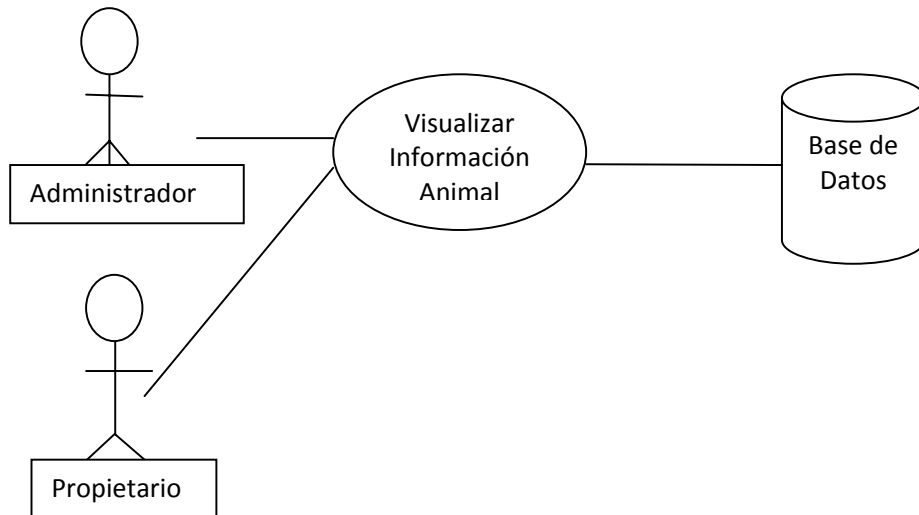 Administrador
Visualizar
Información
Animal
Base de
Datos
Propietario